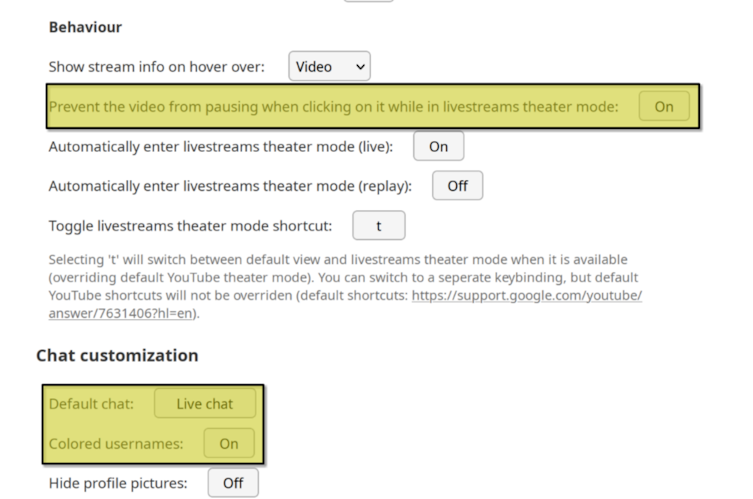 Behaviour
Show stream info on hover over: Video
Prevent the video from pausing when clicking on it while in livestreams theater mode: On
Automatically enter livestreams theater mode (live): On
Automatically enter livestreams theater mode (replay): Off
Toggle livestreams theater mode shortcut: t
Selecting 't' will switch between default view and livestreams theater mode when it is available
(overriding default YouTube theater mode). You can switch to a seperate keybinding, but default
YouTube shortcuts will not be overriden (default shortcuts: https://support.google.com/youtube/
answer/7631406?hl=en).
Chat customization
Default chat: Live chat
Colored usernames: On
Hide profile pictures: Off